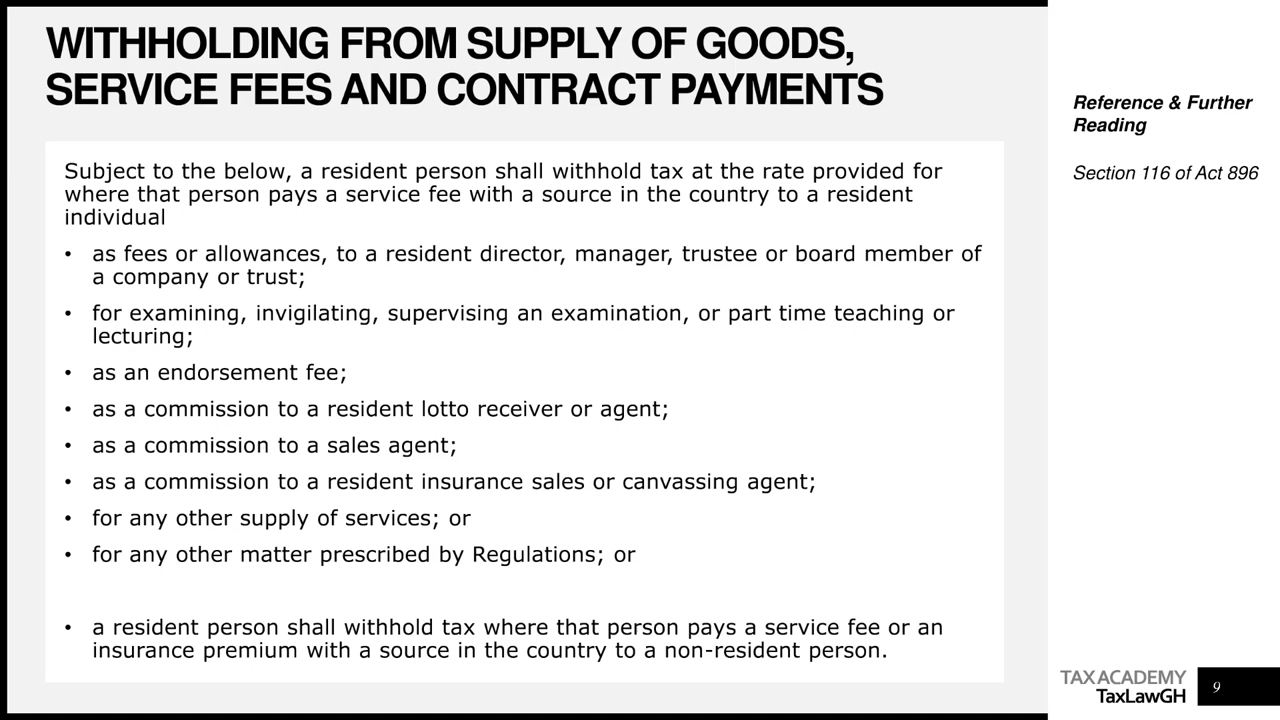 WITHHOLDING FROM SUPPLY OF GOODS,
SERVICE FEES AND CONTRACT PAYMENTS
Subject to the below, a resident person shall withhold tax at the rate provided for
where that person pays a service fee with a source in the country to a resident
individual
• as fees or allowances, to a resident director, manager, trustee or board member of
a company or trust;
• for examining, invigilating, supervising an examination, or part time teaching or
lecturing;
• as an endorsement fee;
• as a commission to a resident lotto receiver or agent;
• as a commission to a sales agent;
• as a commission to a resident insurance sales or canvassing agent;
• for any other supply of services; or
• for any other matter prescribed by Regulations; or
• a resident person shall withhold tax where that person pays a service fee or an
insurance premium with a source in the country to a non-resident person.
Reference & Further
Reading
Section 116 of Act 896
TAX ACADEMY
TaxLawGH
9